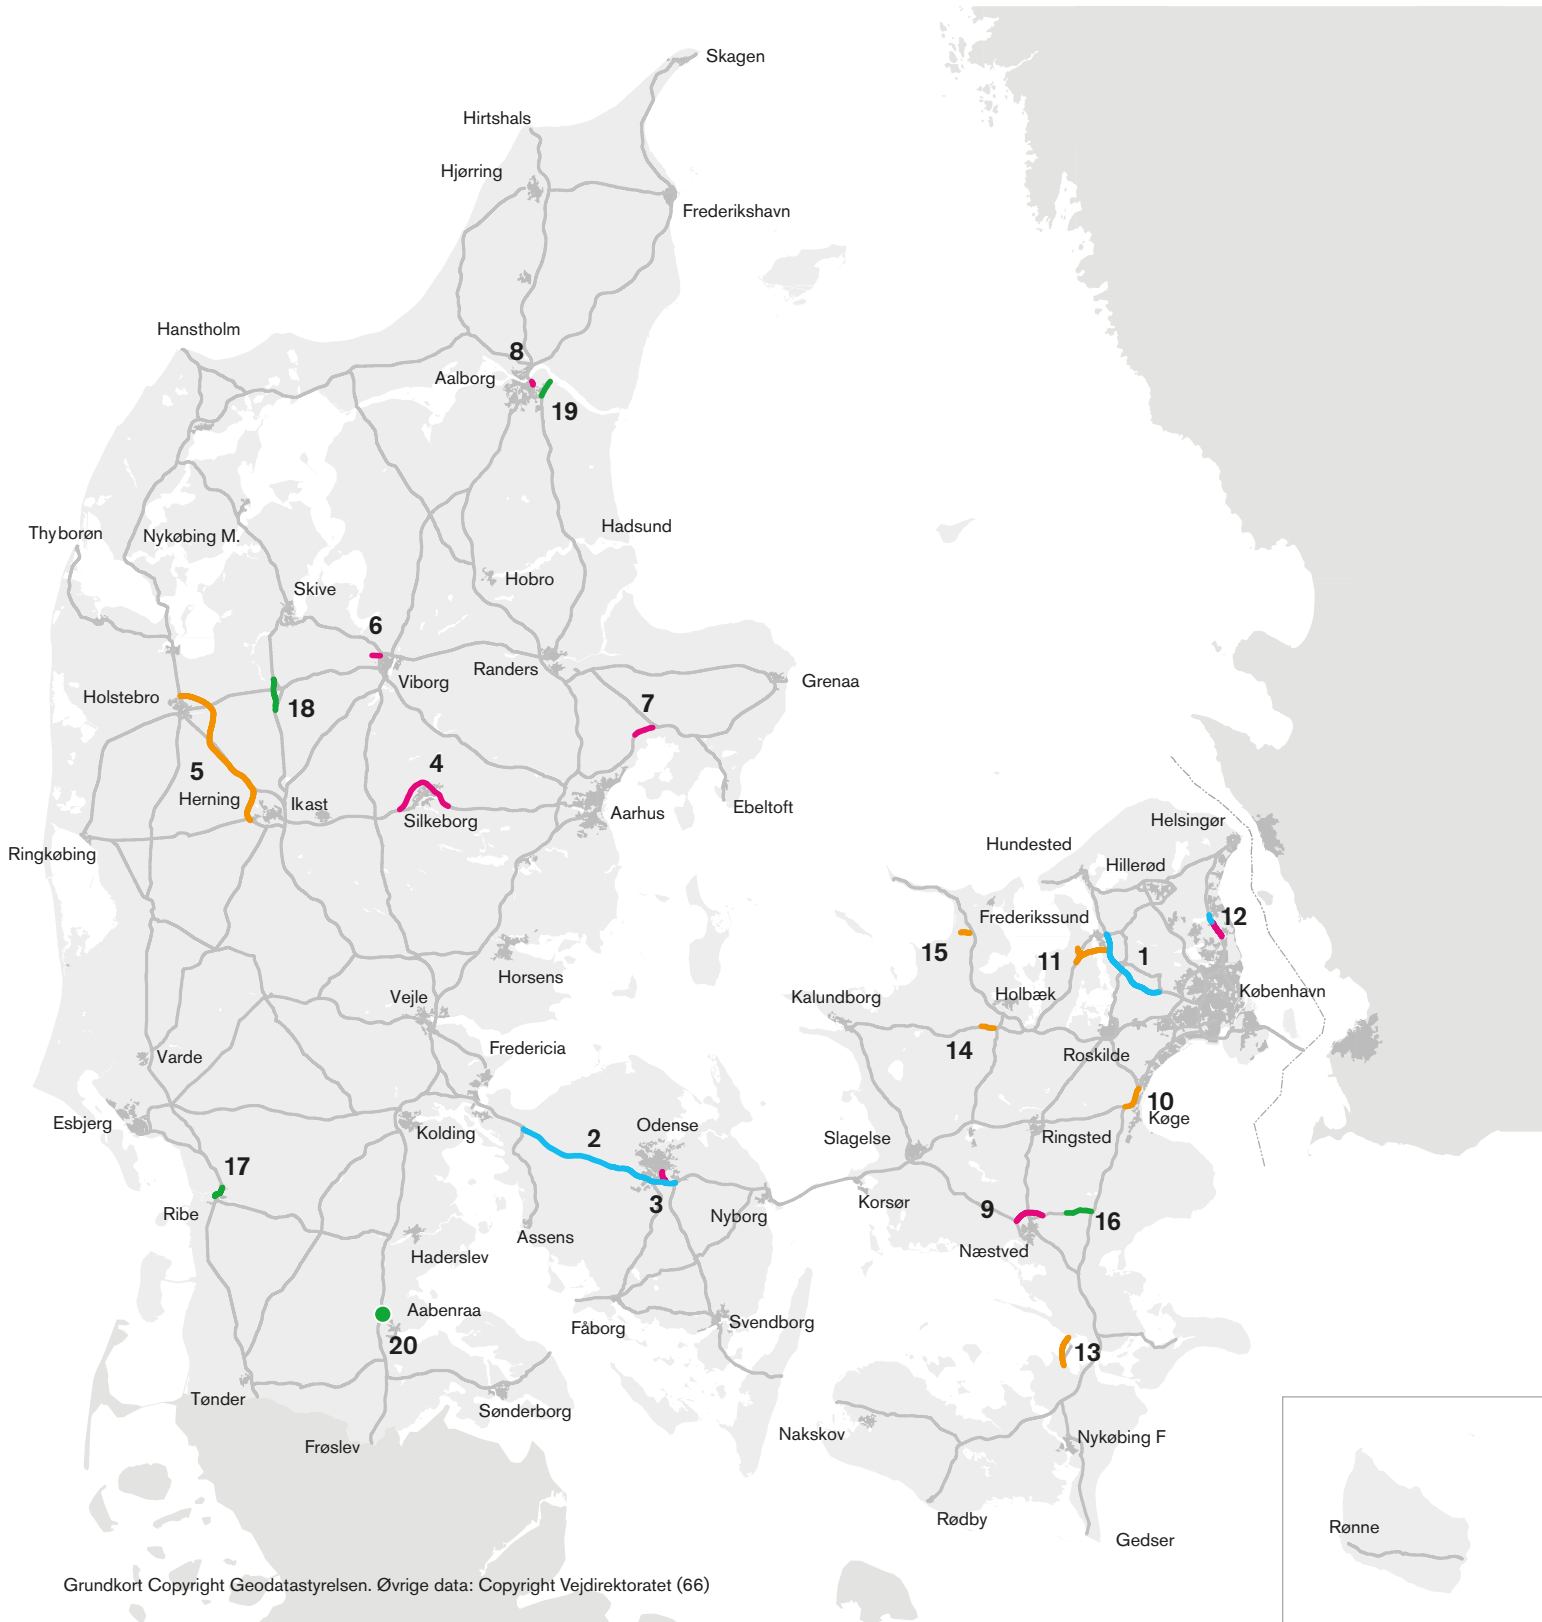 Skagen
Hirtshals
Hjørring
Frederikshavn
Hanstholm
8
Aalborg
19
Thyborøn
Nykøbing M.
Hadsund
Hobro
Skive
6
Randers
Viborg
Grenaa
Holstebro
18
7
5
4
Herning
Ikast
Silkeborg
Aarhus
Ebeltoft
Helsingør
Hundested
Ringkøbing
Hillerød
Frederikssund
12
15
11
1
Horsens
Vejle
Kalundborg
Holbæk
København
Fredericia
14
Roskilde
Varde
10
Køge
Esbjerg
Kolding
2
Odense
Slagelse
Ringsted
17
3
Ribe
Nyborg
Korsør
9
16
Assens
Næstved
Haderslev
Aabenraa
20
Fåborg
Svendborg
13
Tønder
Sønderborg
Frøslev
Nakskov
Nykøbing F
Rødby
Gedser
Rønne
Grundkort Copyright Geodatastyrelsen. Øvrige data: Copyright Vejdirektoratet (66)